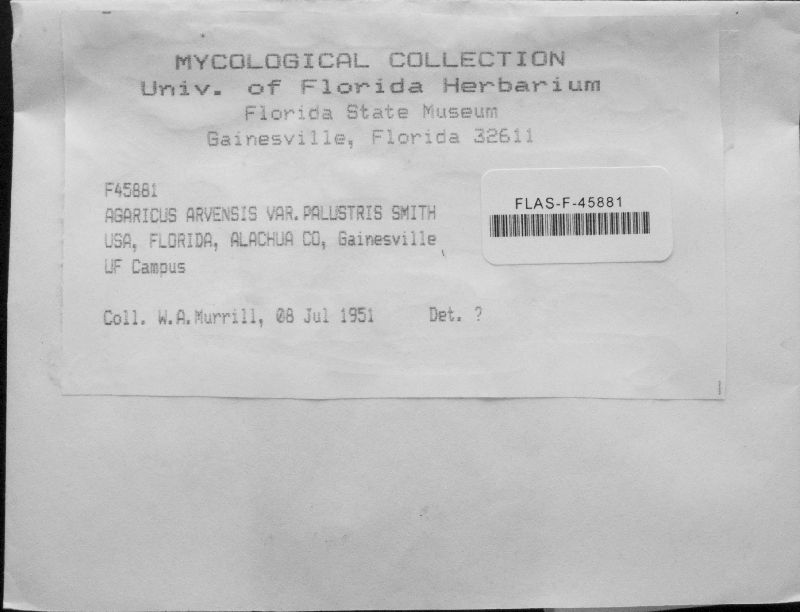 MYCOLOGICAL COLLECTION
Univ. of Florida Herbarium
Florida State Museum
Gainesville, Florida 32611
F45881
AGARICUS ARVENSIS VAR.PALUSTRIS SMITH
USA, FLORIDA, ALACHUA CO, Gainesville
UF Campus
Coll. W.A.Murrill, 08 Jul 1951 Det. ?
FLAS-F-45881